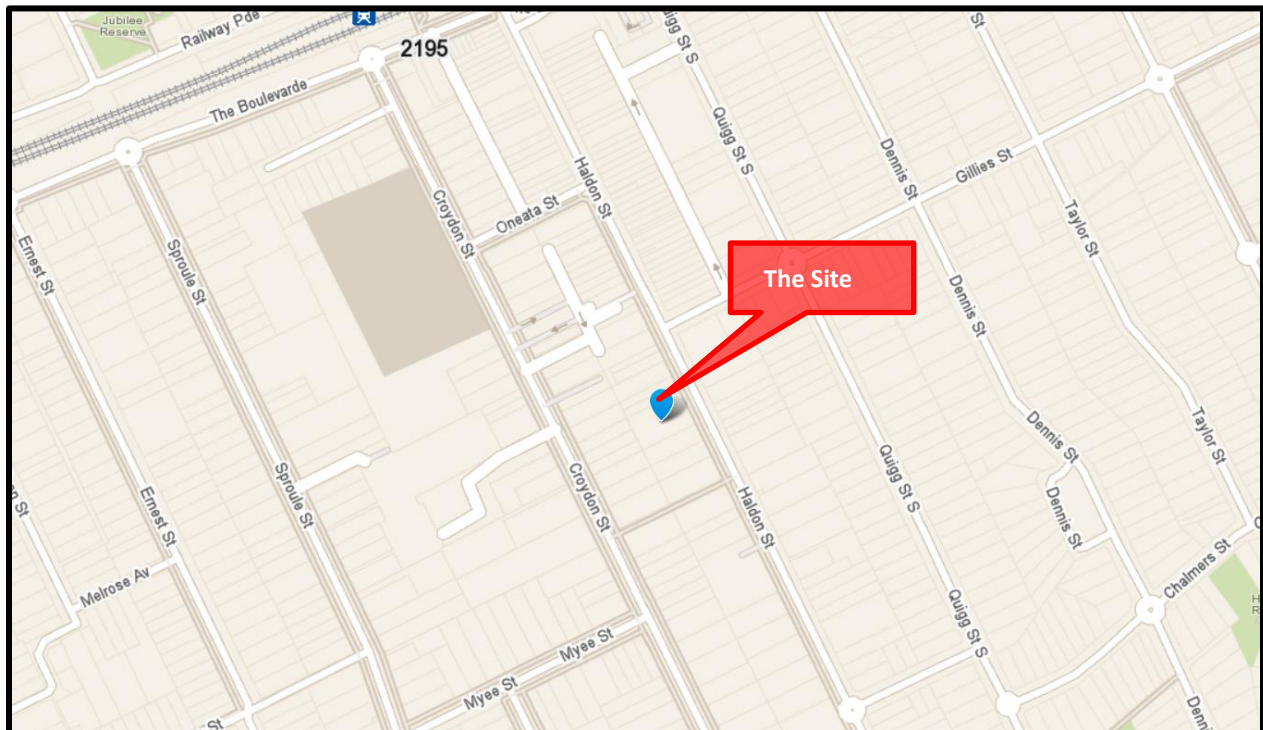 Jubilee
Reserve
Railway Pde
2195
The Boulevarde
Quigg St S
Dennis St
Gillies St
Haldon St
Croydon St
Oneata St
Taylor St
Ernest St
Sproule St
The Site
Dennis St
Dennis St
Taylor St
Quigg St S
Dennis St
Haldon St
Croydon St
Sproule St
Ernest St
Melrose Av
Chalmers St
Quigg St S
Myee St
Myee St
St
St
St